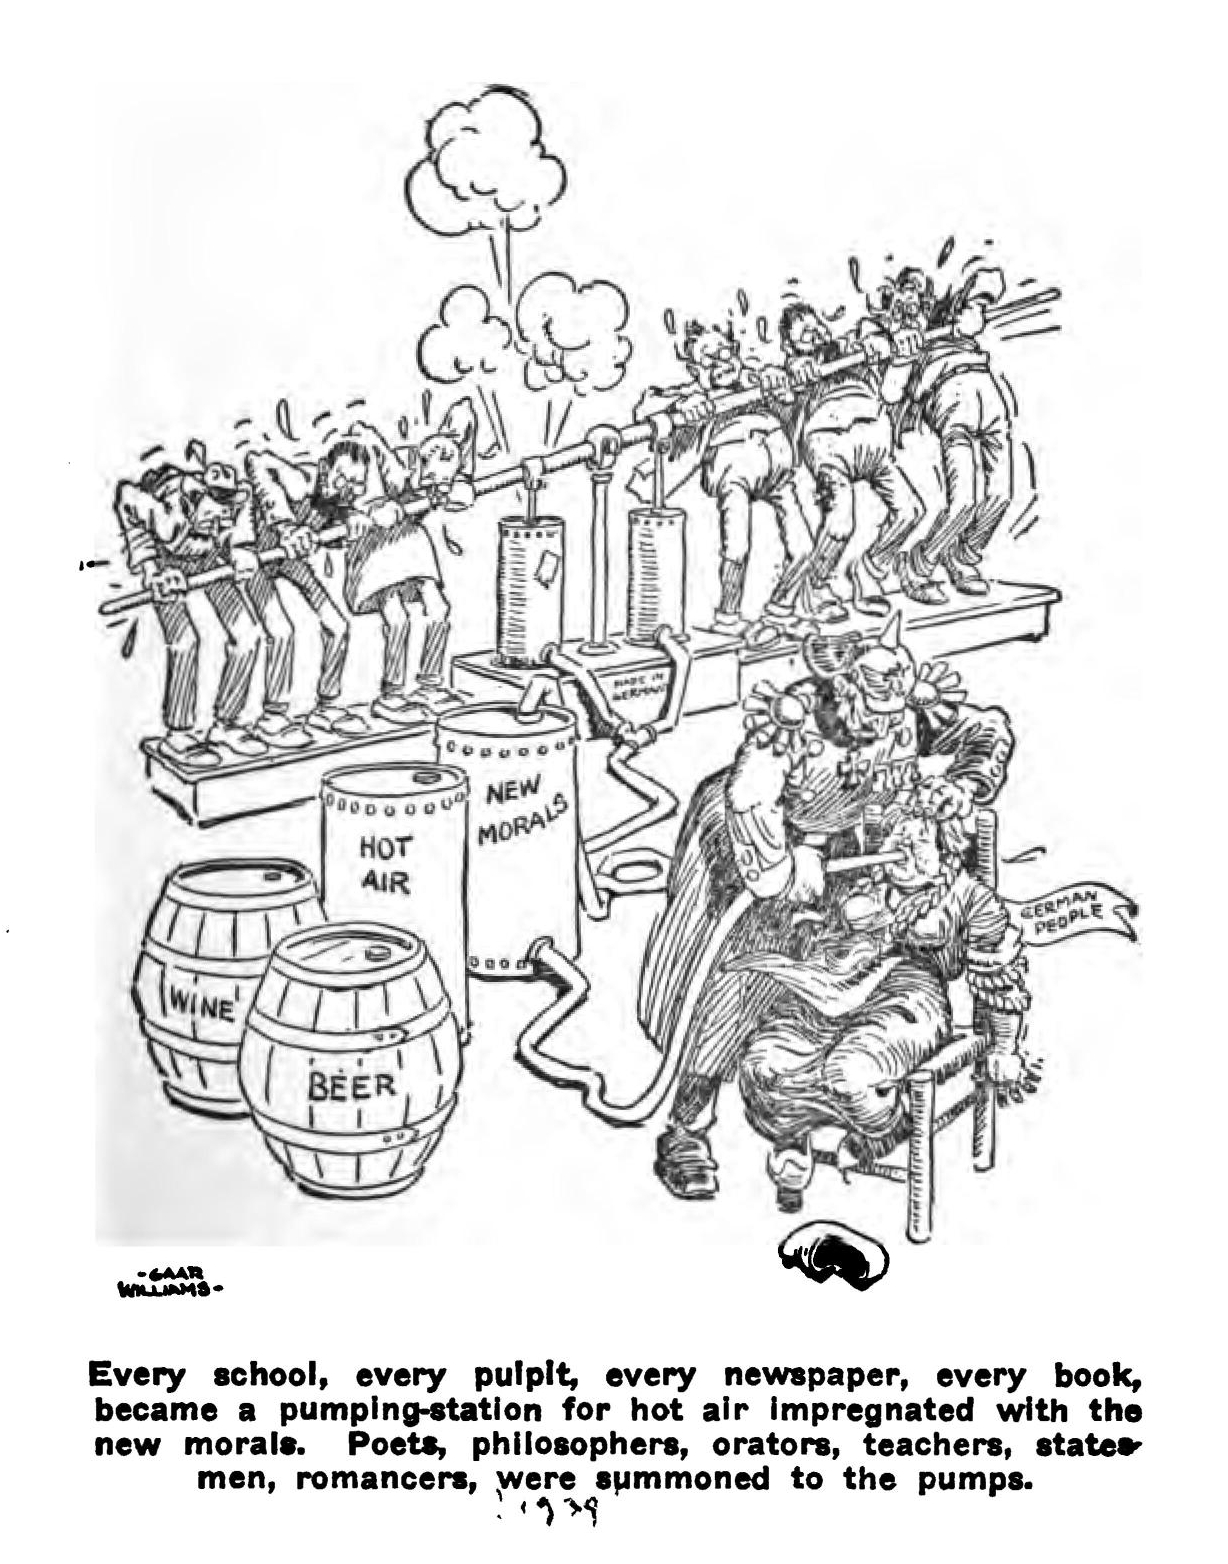 MADE IN
GERMANY
NEW
MORALS
HOT
AIR
GERMAN
PEOPLE
WINE
BEER
-GAAR
WILLIAMS-
Every school, every pulpit, every newspaper, every book,
became a pumping-station for hot air impregnated with the
new morals. Poets, philosophers, orators, teachers, states-
men, romancers, were summoned to the pumps.